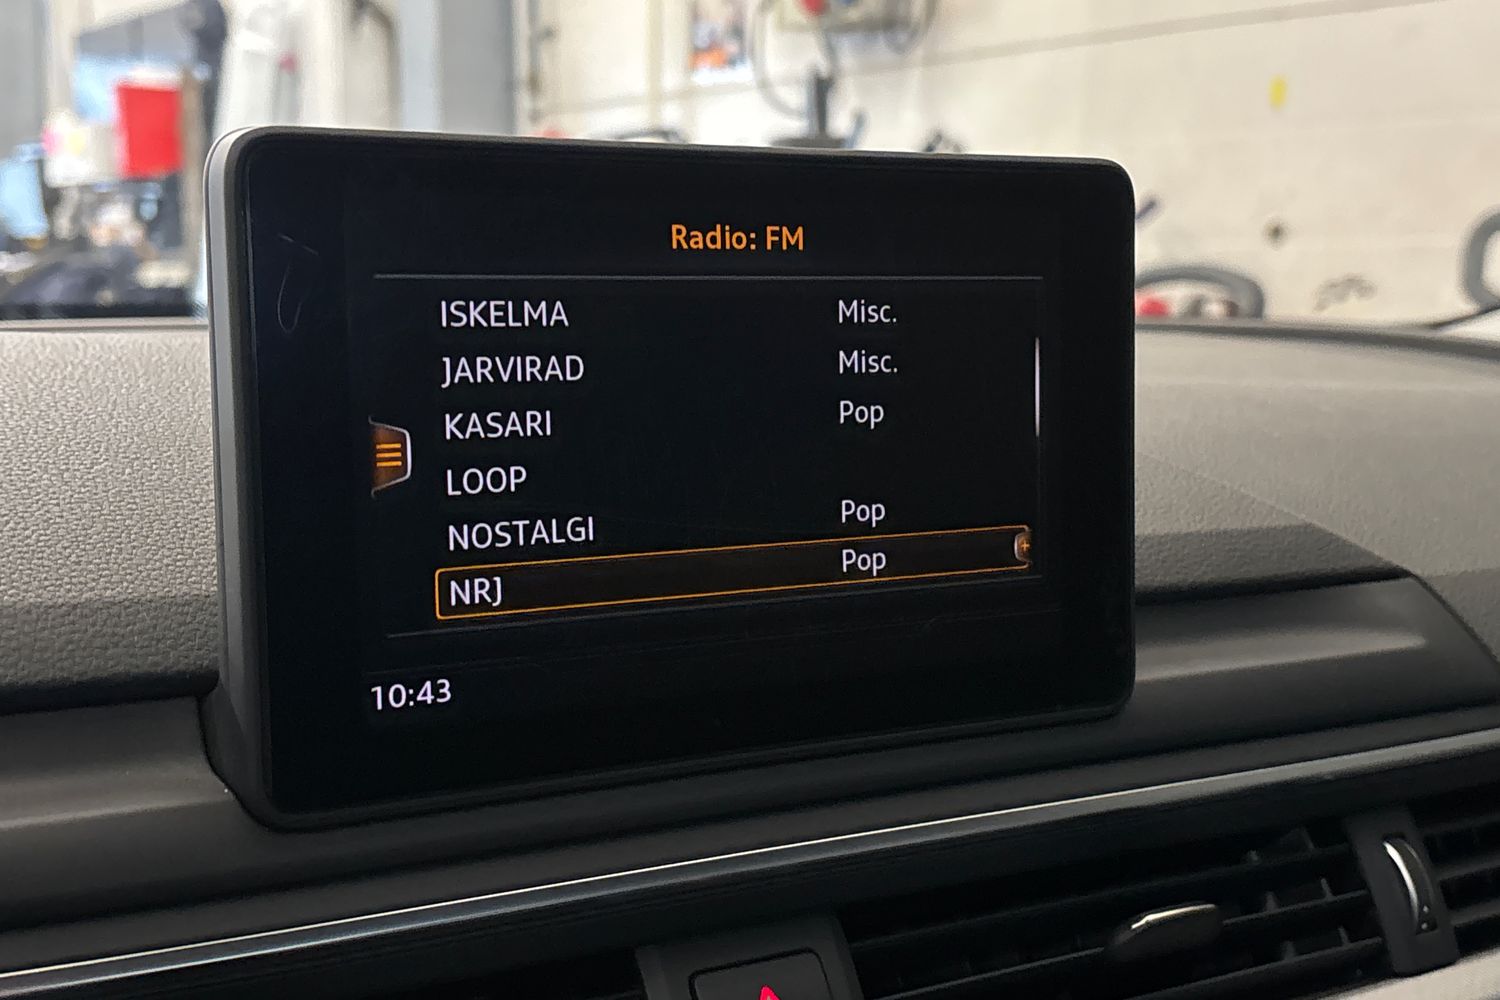 Radio: FM
ISKELMA Misc.
JARVIRAD Misc.
KASARI Pop
LOOP
NOSTALGI Pop
NRJ Pop
10:43